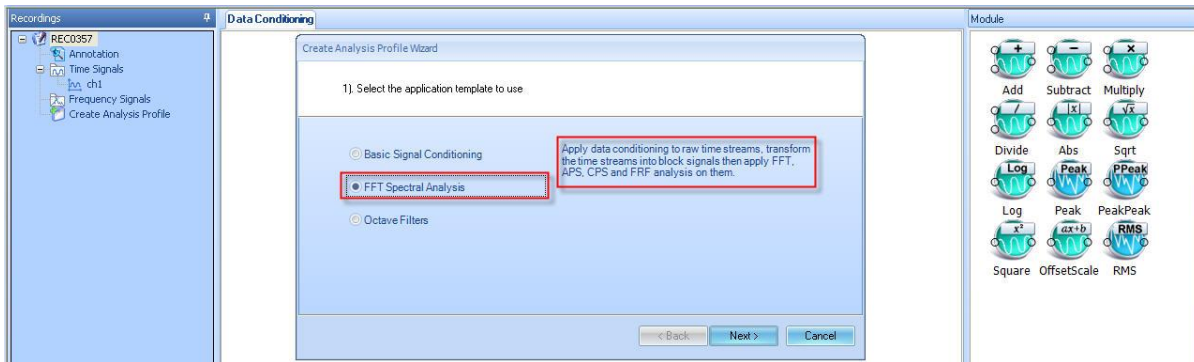 Recordings
REC0357
Annotation
Time Signals
ch1
Frequency Signals
Create Analysis Profile
Data Conditioning
Create Analysis Profile Wizard
1). Select the application template to use
Basic Signal Conditioning
FFT Spectral Analysis
Octave Filters
Apply data conditioning to raw time streams, transform
the time streams into block signals then apply FFT,
APS, CPS and FRF analysis on them.
< Back Next > Cancel
Module
+ − ×
Add Subtract Multiply
/ |x| √x
Divide Abs Sqrt
Log Peak PPeak
Log Peak PeakPeak
x² ax+b RMS
Square OffsetScale RMS